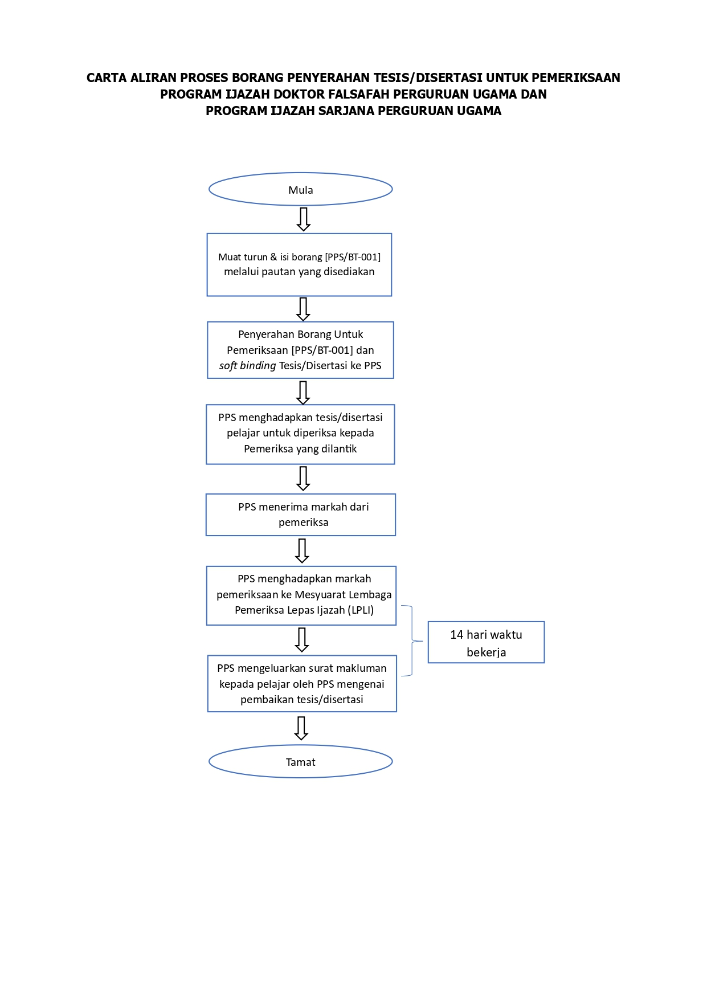 CARTA ALIRAN PROSES BORANG PENYERAHAN TESIS/DISERTASI UNTUK PEMERIKSAAN
PROGRAM IJAZAH DOKTOR FALSAFAH PERGURUAN UGAMA DAN
PROGRAM IJAZAH SARJANA PERGURUAN UGAMA
Mula
Muat turun & isi borang [PPS/BT-001]
melalui pautan yang disediakan
Penyerahan Borang Untuk
Pemeriksaan [PPS/BT-001] dan
soft binding Tesis/Disertasi ke PPS
PPS menghadapkan tesis/disertasi
pelajar untuk diperiksa kepada
Pemeriksa yang dilantik
PPS menerima markah dari
pemeriksa
PPS menghadapkan markah
pemeriksaan ke Mesyuarat Lembaga
Pemeriksa Lepas Ijazah (LPLI)
14 hari waktu
bekerja
PPS mengeluarkan surat makluman
kepada pelajar oleh PPS mengenai
pembaikan tesis/disertasi
Tamat